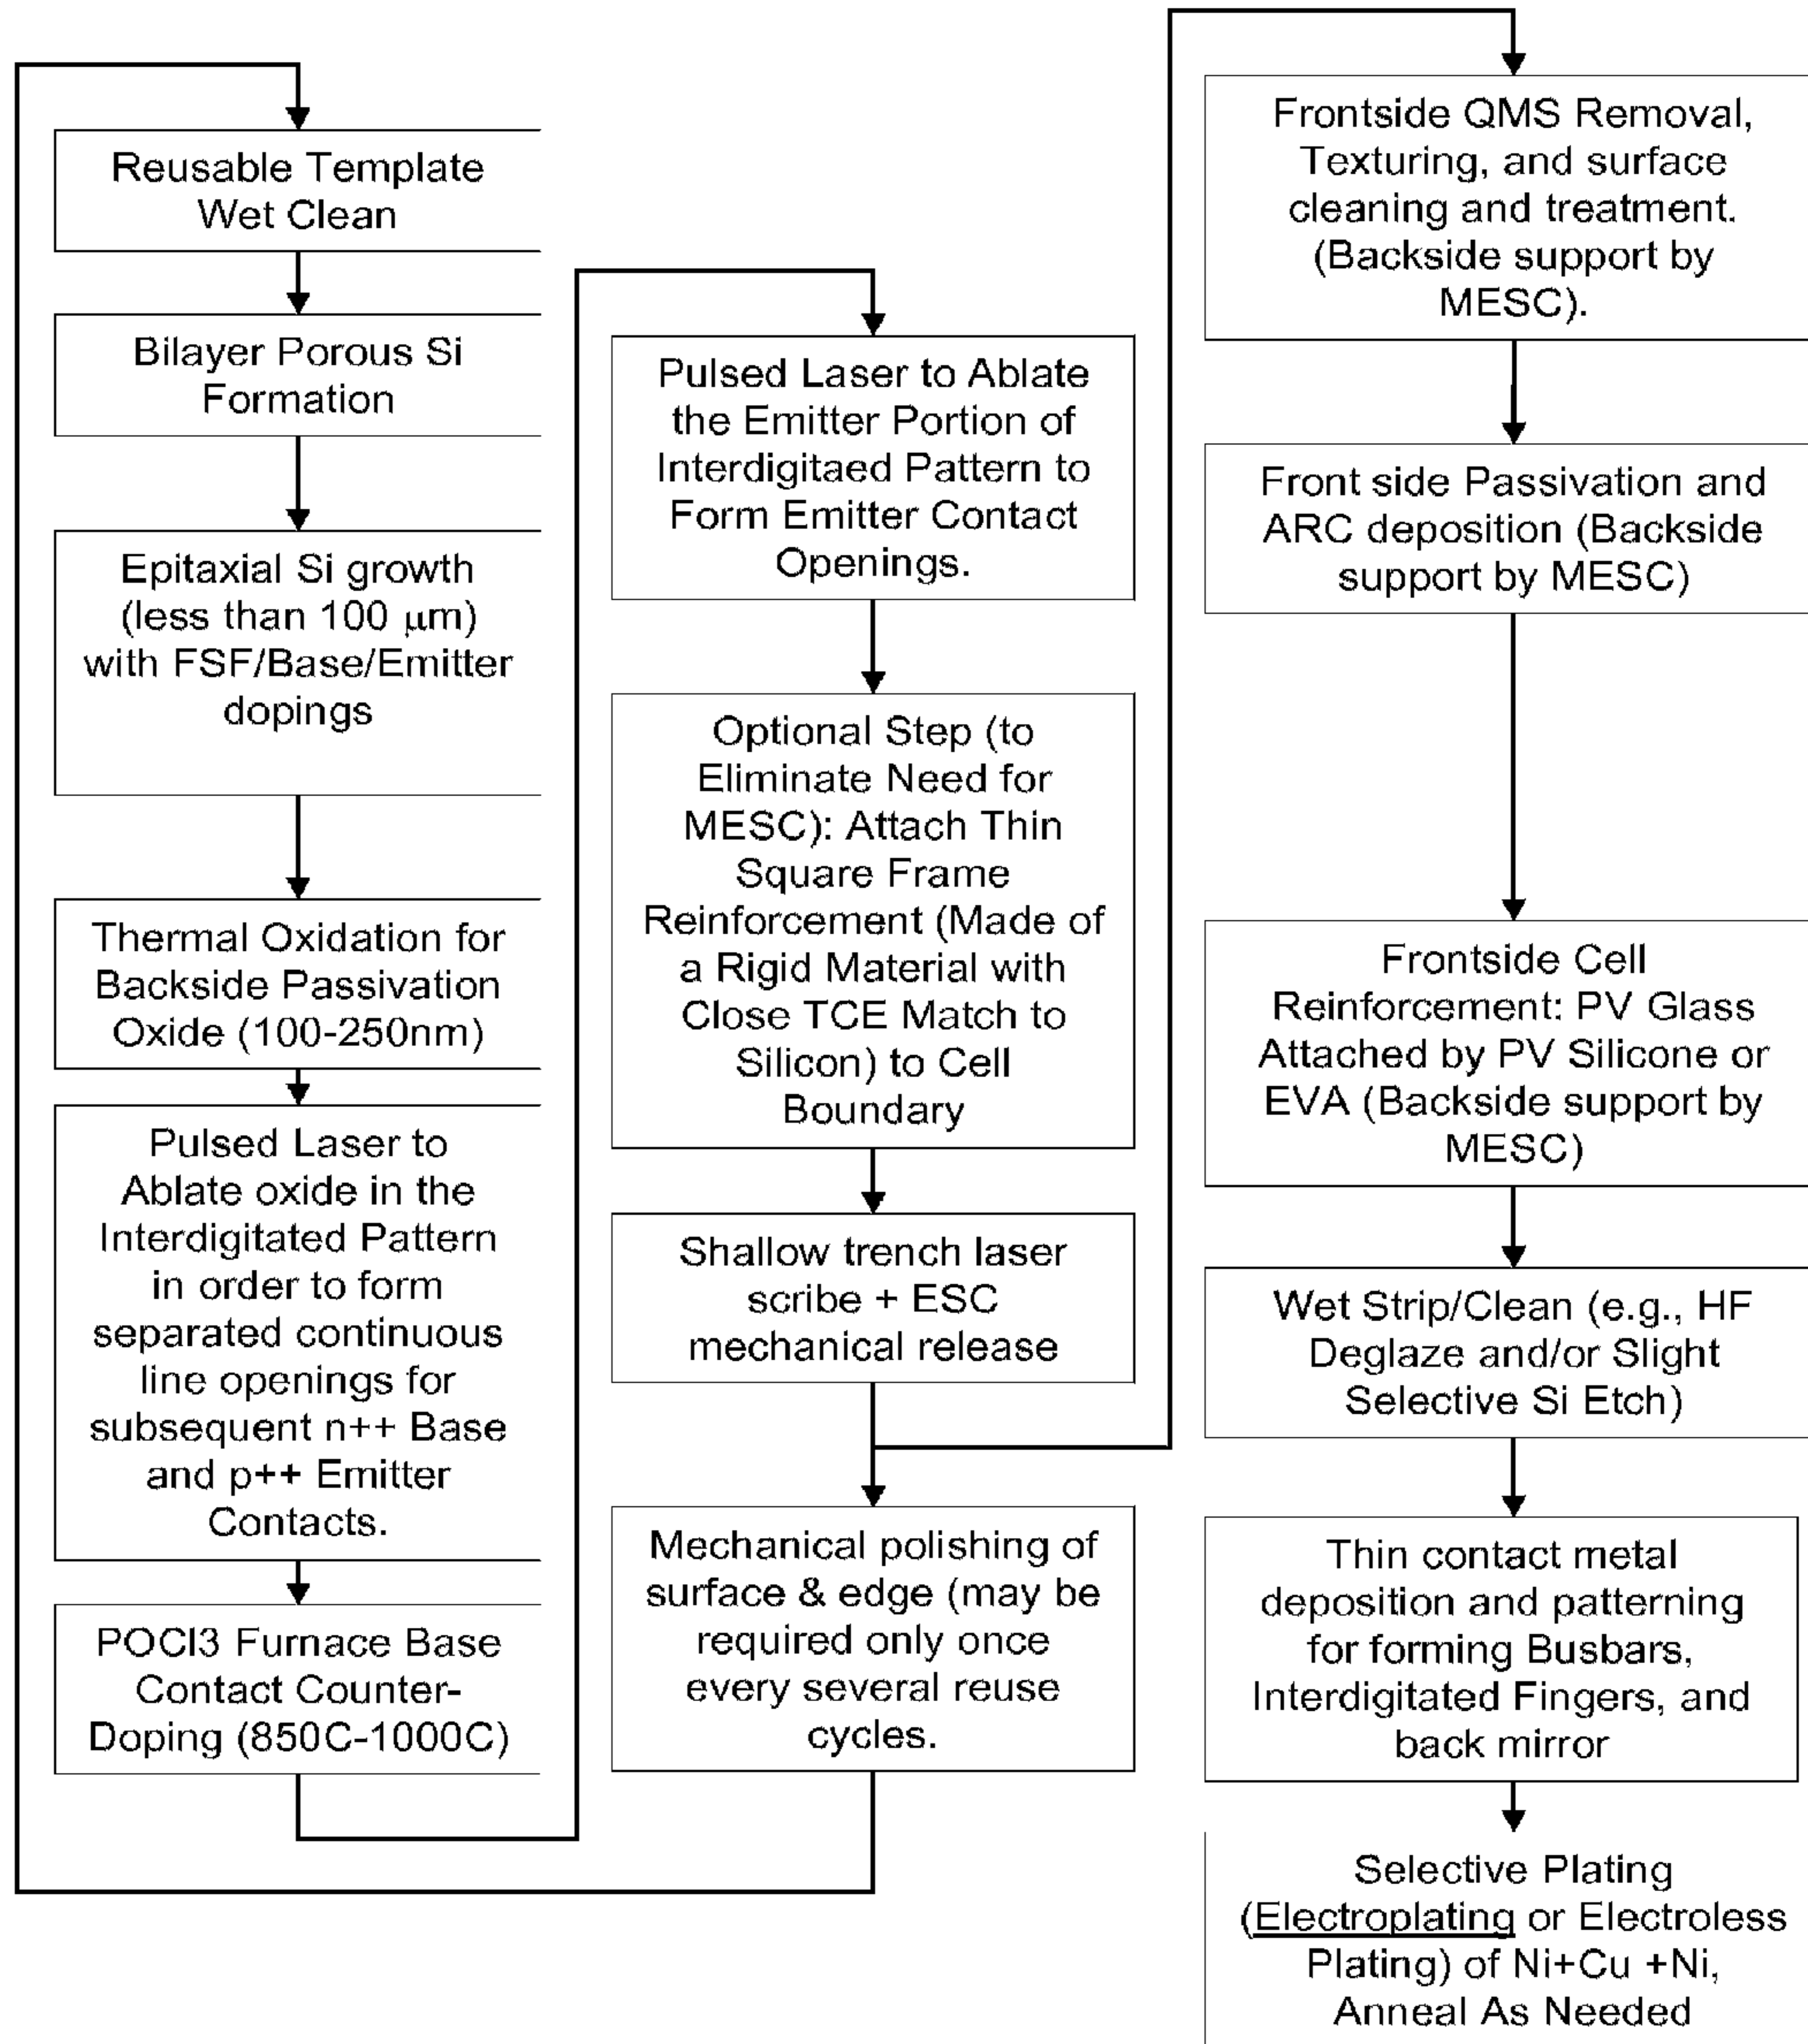 Reusable Template
Wet Clean
Bilayer Porous Si
Formation
Epitaxial Si growth
(less than 100 μm)
with FSF/Base/Emitter
dopings
Thermal Oxidation for
Backside Passivation
Oxide (100-250nm)
Pulsed Laser to
Ablate oxide in the
Interdigitated Pattern
in order to form
separated continuous
line openings for
subsequent n++ Base
and p++ Emitter
Contacts.
POCl3 Furnace Base
Contact Counter-
Doping (850C-1000C)
Pulsed Laser to Ablate
the Emitter Portion of
Interdigitaed Pattern to
Form Emitter Contact
Openings.
Optional Step (to
Eliminate Need for
MESC): Attach Thin
Square Frame
Reinforcement (Made of
a Rigid Material with
Close TCE Match to
Silicon) to Cell
Boundary
Shallow trench laser
scribe + ESC
mechanical release
Mechanical polishing of
surface & edge (may be
required only once
every several reuse
cycles.
Frontside QMS Removal,
Texturing, and surface
cleaning and treatment.
(Backside support by
MESC).
Front side Passivation and
ARC deposition (Backside
support by MESC)
Frontside Cell
Reinforcement: PV Glass
Attached by PV Silicone or
EVA (Backside support by
MESC)
Wet Strip/Clean (e.g., HF
Deglaze and/or Slight
Selective Si Etch)
Thin contact metal
deposition and patterning
for forming Busbars,
Interdigitated Fingers, and
back mirror
Selective Plating
(Electroplating or Electroless
Plating) of Ni+Cu +Ni,
Anneal As Needed